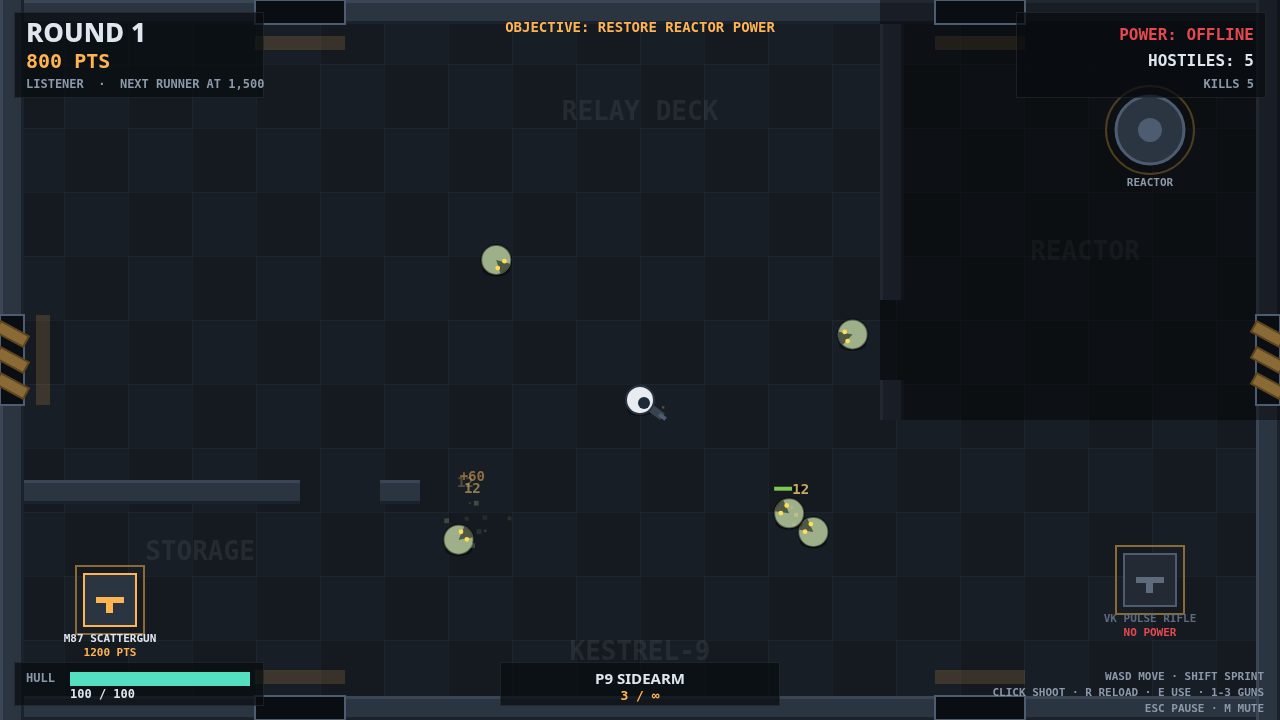 ROUND 1
800 PTS
LISTENER · NEXT RUNNER AT 1,500
OBJECTIVE: RESTORE REACTOR POWER
POWER: OFFLINE
HOSTILES: 5
KILLS 5
RELAY DECK
REACTOR
REACTOR
+60
12
12
STORAGE
M87 SCATTERGUN
1200 PTS
VK PULSE RIFLE
NO POWER
KESTREL-9
HULL
100 / 100
P9 SIDEARM
3 / ∞
WASD MOVE · SHIFT SPRINT
CLICK SHOOT · R RELOAD · E USE · 1-3 GUNS
ESC PAUSE · M MUTE